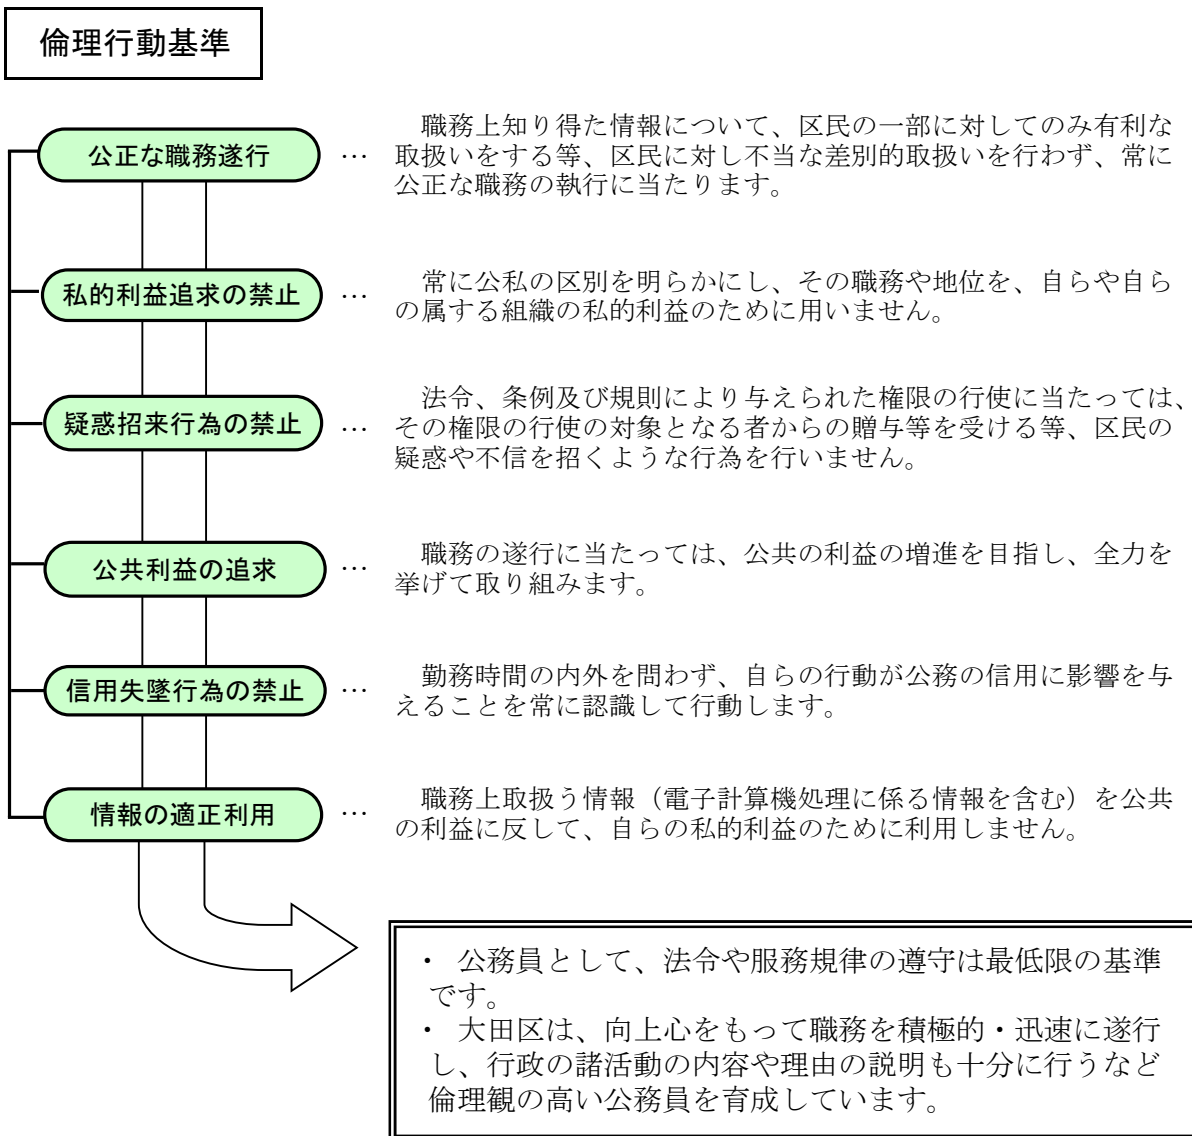 倫理行動基準
公正な職務遂行
…
職務上知り得た情報について、区民の一部に対してのみ有利な
取扱いをする等、区民に対し不当な差別的取扱いを行わず、常に
公正な職務の執行に当たります。
私的利益追求の禁止
…
常に公私の区別を明らかにし、その職務や地位を、自らや自ら
の属する組織の私的利益のために用いません。
疑惑招来行為の禁止
…
法令、条例及び規則により与えられた権限の行使に当たっては、
その権限の行使の対象となる者からの贈与等を受ける等、区民の
疑惑や不信を招くような行為を行いません。
公共利益の追求
…
職務の遂行に当たっては、公共の利益の増進を目指し、全力を
挙げて取り組みます。
信用失墜行為の禁止
…
勤務時間の内外を問わず、自らの行動が公務の信用に影響を与
えることを常に認識して行動します。
情報の適正利用
…
職務上取扱う情報（電子計算機処理に係る情報を含む）を公共
の利益に反して、自らの私的利益のために利用しません。
・ 公務員として、法令や服務規律の遵守は最低限の基準
です。
・ 大田区は、向上心をもって職務を積極的・迅速に遂行
し、行政の諸活動の内容や理由の説明も十分に行うなど
倫理観の高い公務員を育成しています。